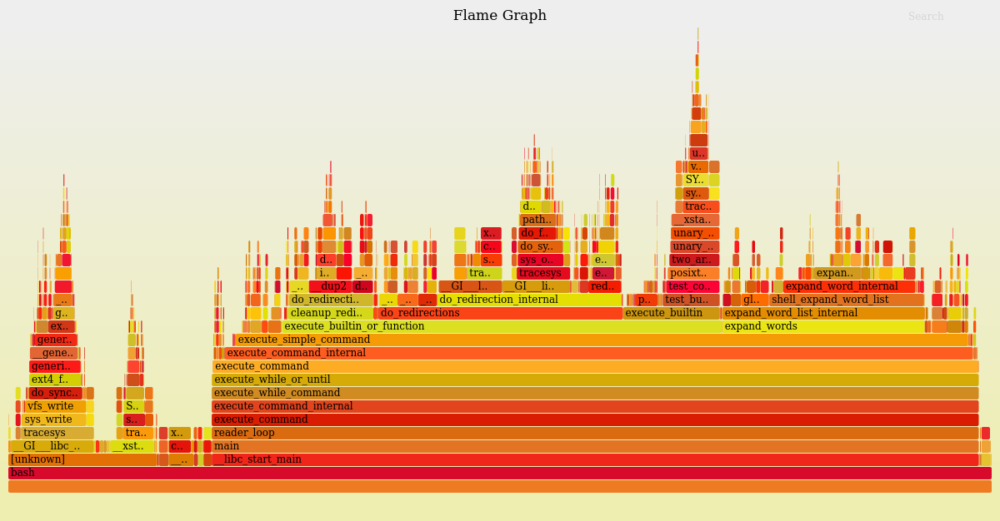 Flame Graph
Search
u..
v..
SY..
sy..
d.. trac..
path.. __xsta..
x.. do_f.. unary_..
c.. do_sy.. unary_..
d.. s.. sys_o.. e.. two_ar..
i.. _.. tra.. tracesys e.. posixt.. expan..
_.. dup2 d.. __GI___l.. __GI___li.. red.. test_co.. expand_word_internal
_.. do_redirecti.. _.. _.. _.. do_redirection_internal p.. test_bu.. gl.. shell_expand_word_list
g.. cleanup_redi.. do_redirections execute_builtin expand_word_list_internal
ex.. execute_builtin_or_function expand_words
gener.. execute_simple_command
__gene.. execute_command_internal
generi.. execute_command
ext4_f.. execute_while_or_until
do_sync.. execute_while_command
vfs_write S.. execute_command_internal
sys_write s.. execute_command
tracesys tra.. x.. reader_loop
__GI___libc_.. __xst.. c.. main
[unknown] __.. __libc_start_main
bash